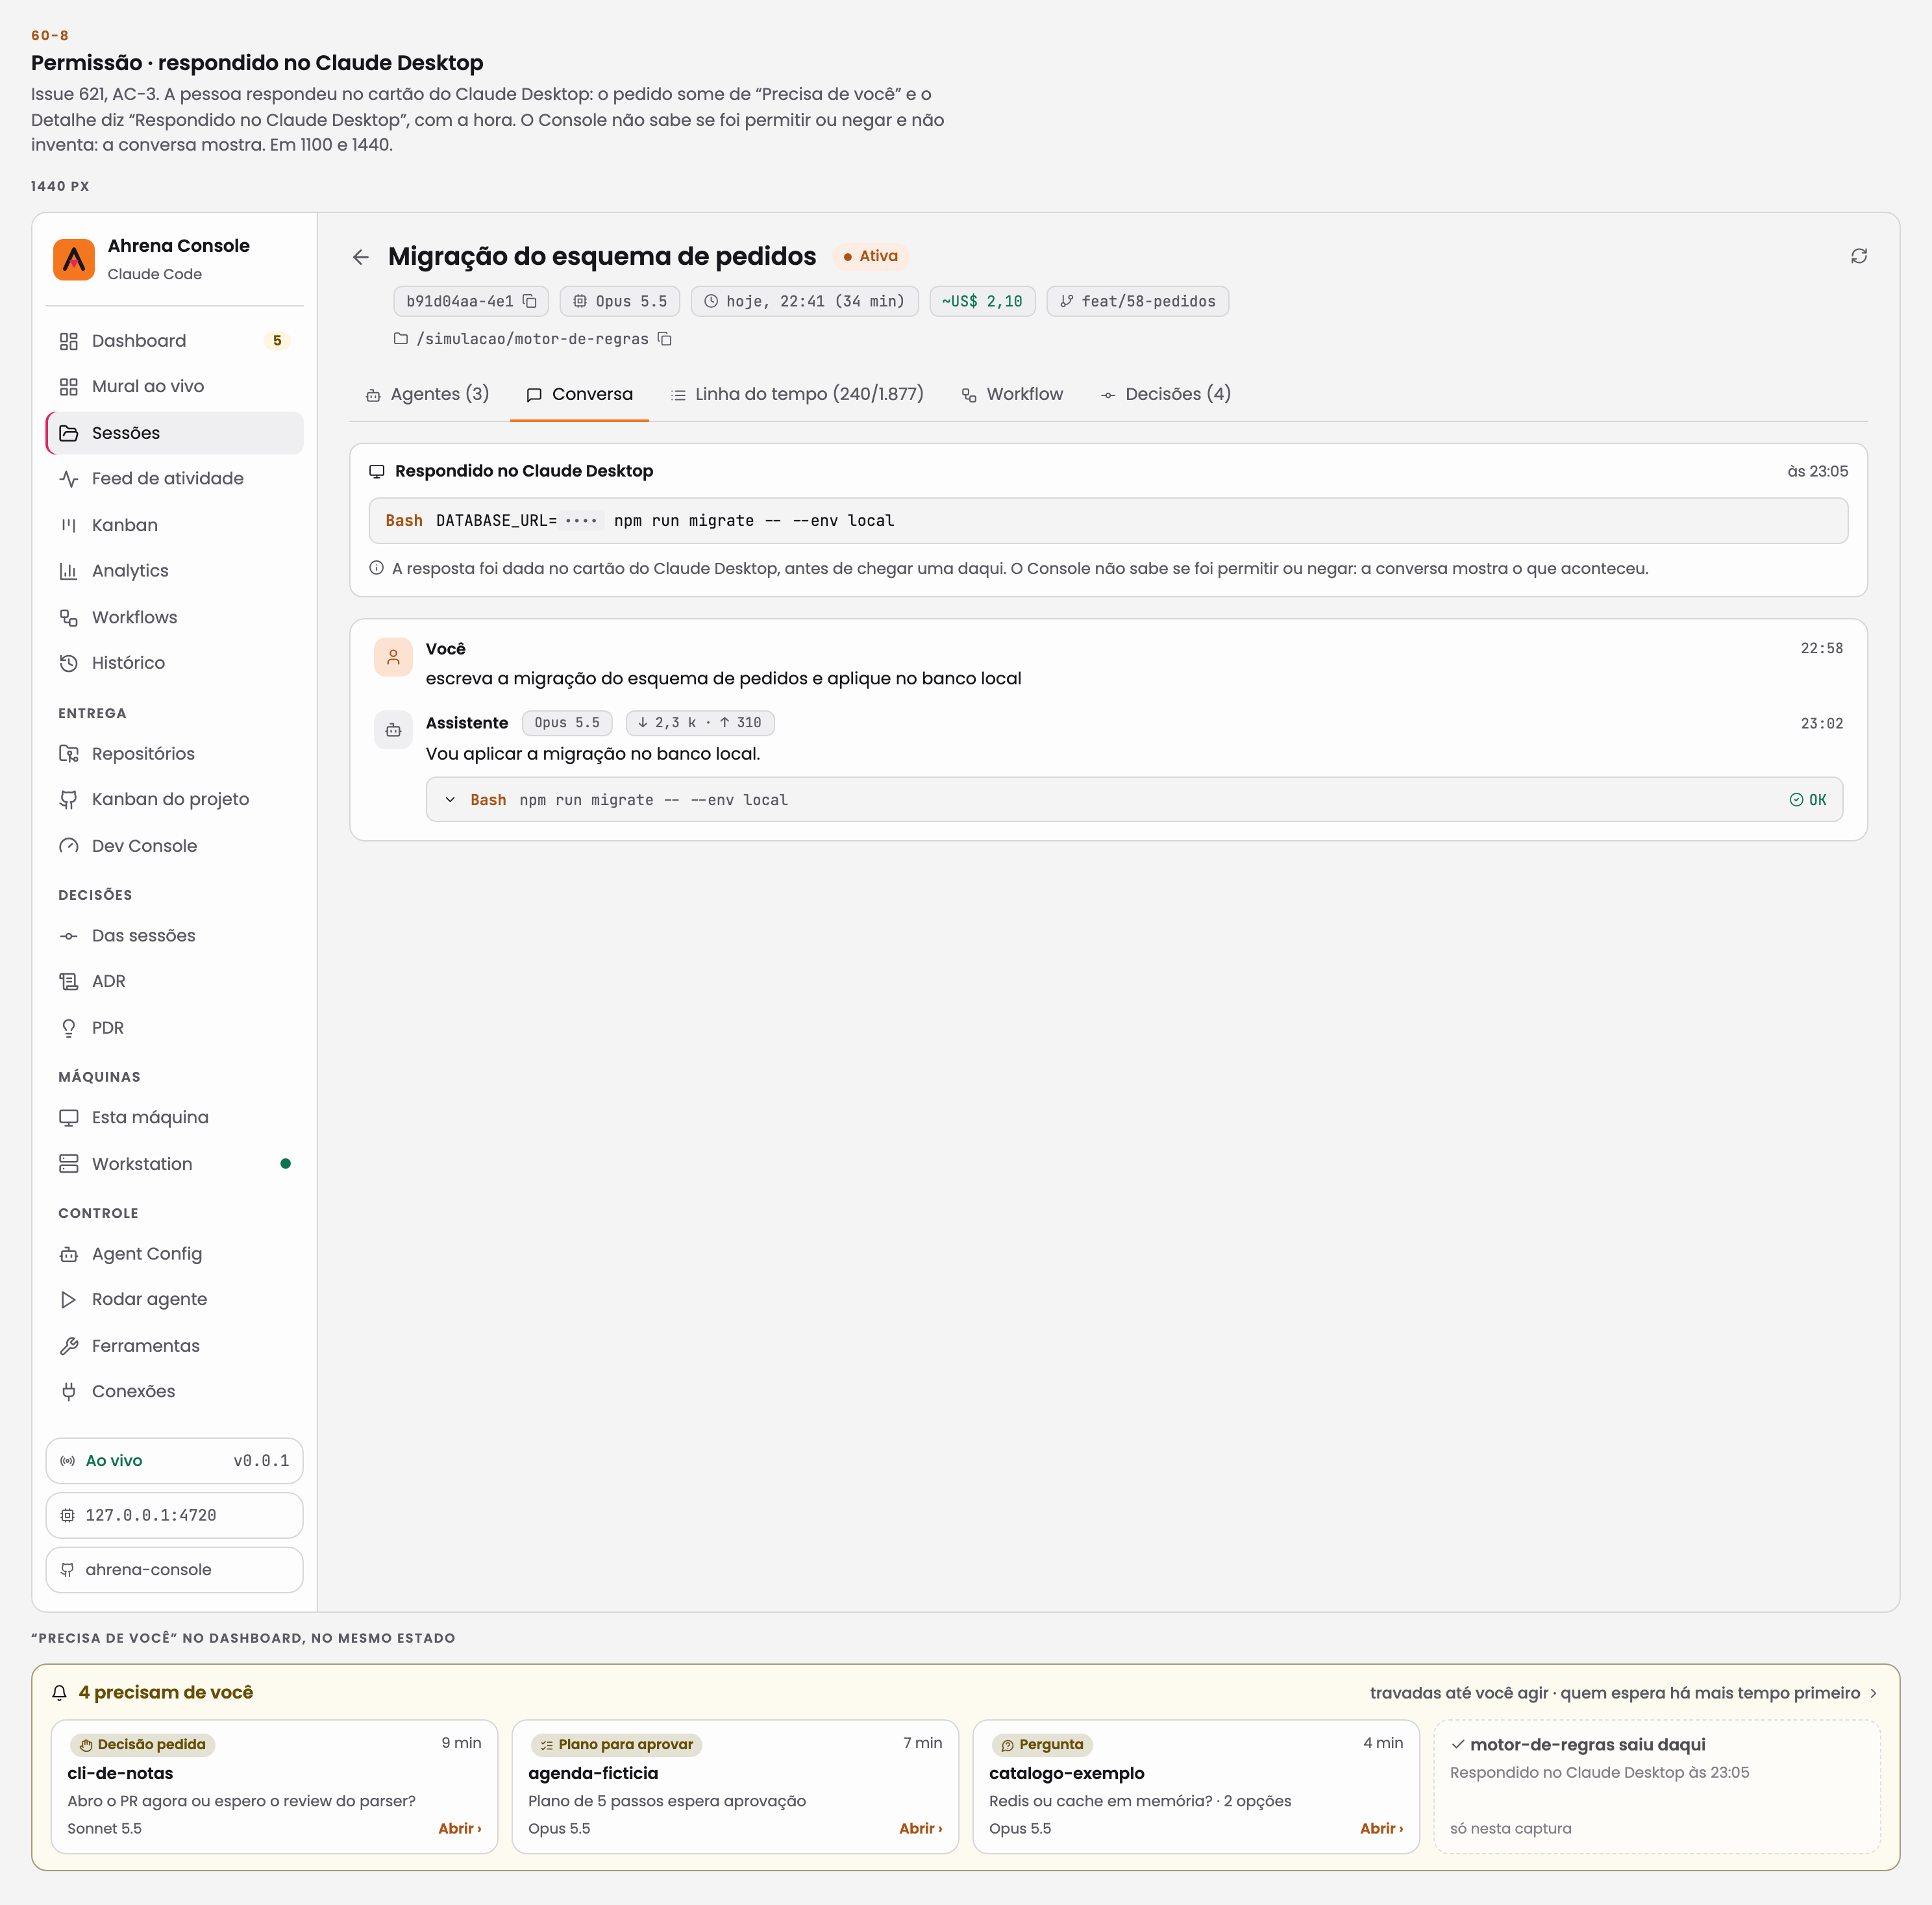 60-8
Permissão · respondido no Claude Desktop
Issue 621, AC-3. A pessoa respondeu no cartão do Claude Desktop: o pedido some de “Precisa de você” e o
Detalhe diz “Respondido no Claude Desktop”, com a hora. O Console não sabe se foi permitir ou negar e não
inventa: a conversa mostra. Em 1100 e 1440.
1440 PX
Ahrena Console
Claude Code
Dashboard 5
Mural ao vivo
Sessões
Feed de atividade
Kanban
Analytics
Workflows
Histórico
ENTREGA
Repositórios
Kanban do projeto
Dev Console
DECISÕES
Das sessões
ADR
PDR
MÁQUINAS
Esta máquina
Workstation
CONTROLE
Agent Config
Rodar agente
Ferramentas
Conexões
Ao vivo v0.0.1
127.0.0.1:4720
ahrena-console
Migração do esquema de pedidos Ativa
b91d04aa-4e1 Opus 5.5 hoje, 22:41 (34 min) ~US$ 2,10 feat/58-pedidos
/simulacao/motor-de-regras
Agentes (3) Conversa Linha do tempo (240/1.877) Workflow Decisões (4)
Respondido no Claude Desktop às 23:05
Bash DATABASE_URL= •••• npm run migrate -- --env local
A resposta foi dada no cartão do Claude Desktop, antes de chegar uma daqui. O Console não sabe se foi permitir ou negar: a conversa mostra o que aconteceu.
Você 22:58
escreva a migração do esquema de pedidos e aplique no banco local
Assistente Opus 5.5 ↓ 2,3 k · ↑ 310 23:02
Vou aplicar a migração no banco local.
Bash npm run migrate -- --env local OK
“PRECISA DE VOCÊ” NO DASHBOARD, NO MESMO ESTADO
4 precisam de você travadas até você agir · quem espera há mais tempo primeiro ›
Decisão pedida 9 min
cli-de-notas
Abro o PR agora ou espero o review do parser?
Sonnet 5.5 Abrir ›
Plano para aprovar 7 min
agenda-ficticia
Plano de 5 passos espera aprovação
Opus 5.5 Abrir ›
Pergunta 4 min
catalogo-exemplo
Redis ou cache em memória? · 2 opções
Opus 5.5 Abrir ›
✓ motor-de-regras saiu daqui
Respondido no Claude Desktop às 23:05
só nesta captura